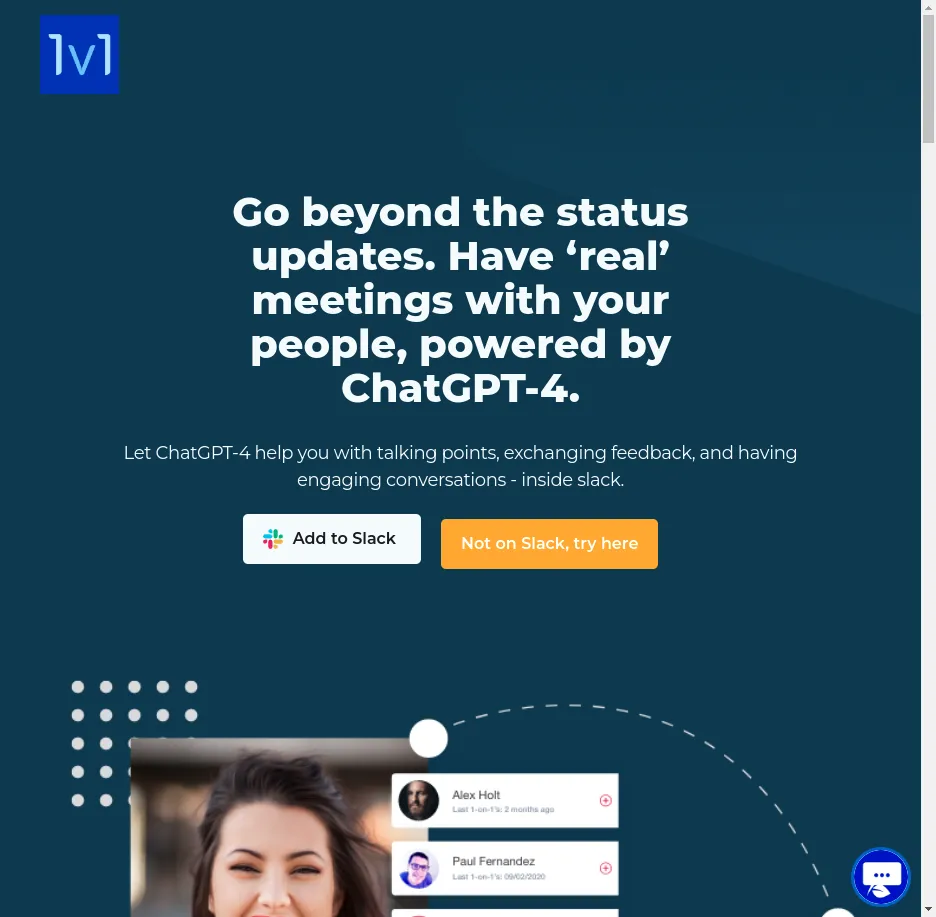 1v1
Go beyond the status
updates. Have ‘real’
meetings with your
people, powered by
ChatGPT-4.
Let ChatGPT-4 help you with talking points, exchanging feedback, and having
engaging conversations - inside slack.
Add to Slack
Not on Slack, try here
Alex Holt
Last 1-on-1's: 2 months ago
Paul Fernandez
Last 1-on-1's: 09/02/2020